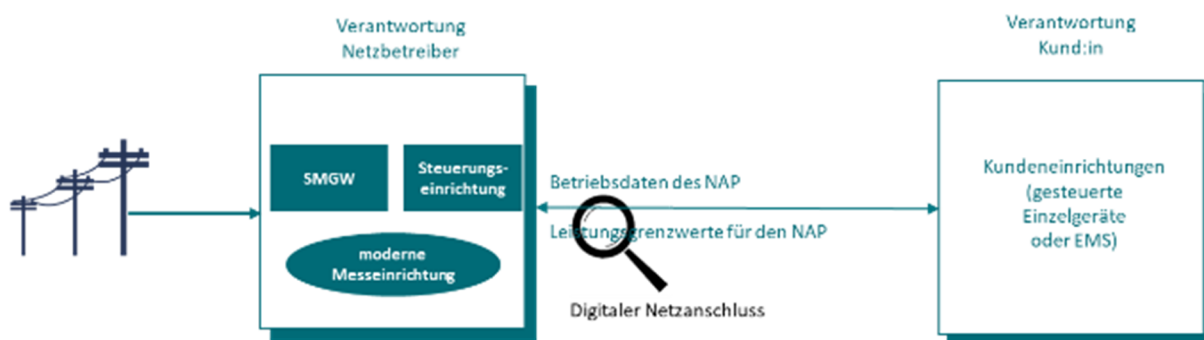 Verantwortung
Netzbetreiber
SMGW
Steuerungs-
einrichtung
moderne
Messeinrichtung
Betriebsdaten des NAP
Leistungsgrenzwerte für den NAP
Digitaler Netzanschluss
Verantwortung
Kund:in
Kundeneinrichtungen
(gesteuerte
Einzelgeräte
oder EMS)